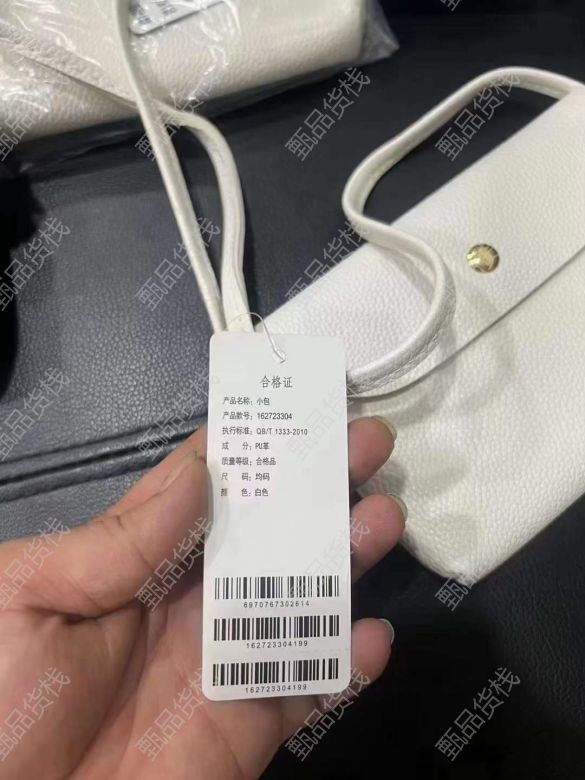 合格证
产品名称：小包
产品款号：162723304
执行标准：QB/T 1333-2010
成 分：PU革
质量等级：合格品
尺 码：均码
颜 色：白色
6970767302614
162723304199
162723304199
甄品货栈